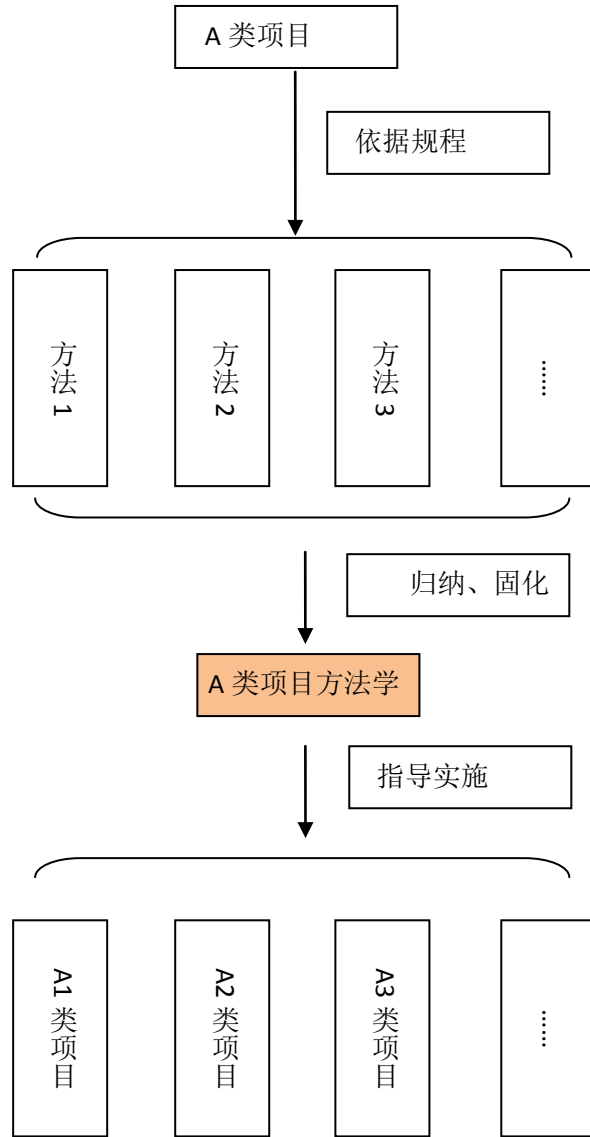 A 类项目
依据规程
方法 1
方法 2
方法 3
……
归纳、固化
A 类项目方法学
指导实施
A1 类项目
A2 类项目
A3 类项目
……